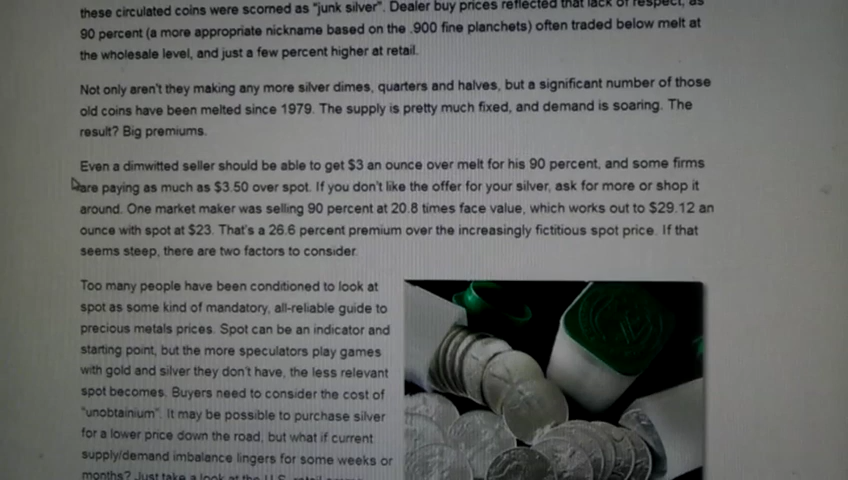 these circulated coins were scorned as "junk silver". Dealer buy prices reflected that lack of respect, as
90 percent (a more appropriate nickname based on the .900 fine planchets) often traded below melt at
the wholesale level, and just a few percent higher at retail.
Not only aren't they making any more silver dimes, quarters and halves, but a significant number of those
old coins have been melted since 1979. The supply is pretty much fixed, and demand is soaring. The
result? Big premiums.
Even a dimwitted seller should be able to get $3 an ounce over melt for his 90 percent, and some firms
are paying as much as $3.50 over spot. If you don't like the offer for your silver, ask for more or shop it
around. One market maker was selling 90 percent at 20.8 times face value, which works out to $29.12 an
ounce with spot at $23. That's a 26.6 percent premium over the increasingly fictitious spot price. If that
seems steep, there are two factors to consider.
Too many people have been conditioned to look at
spot as some kind of mandatory, all-reliable guide to
precious metals prices. Spot can be an indicator and
starting point, but the more speculators play games
with gold and silver they don't have, the less relevant
spot becomes. Buyers need to consider the cost of
"unobtainium". It may be possible to purchase silver
for a lower price down the road, but what if current
supply/demand imbalance lingers for some weeks or
months? Just take a look at the U.S. retail